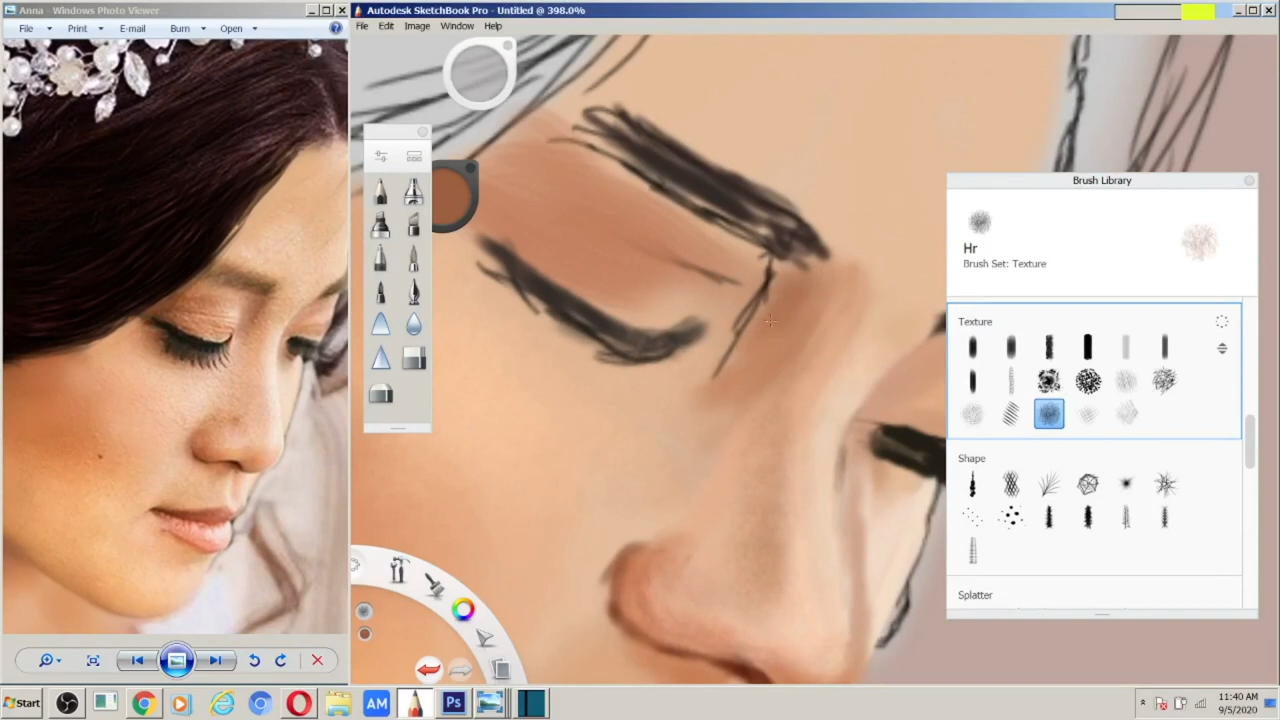 Anna - Windows Photo Viewer
File Print E-mail Burn Open
Autodesk SketchBook Pro - Untitled @ 398.0%
File Edit Image Window Help
Brush Library
Hr
Brush Set: Texture
Texture
Shape
Splatter
Start
AM
Ps
11:40 AM
9/5/2020